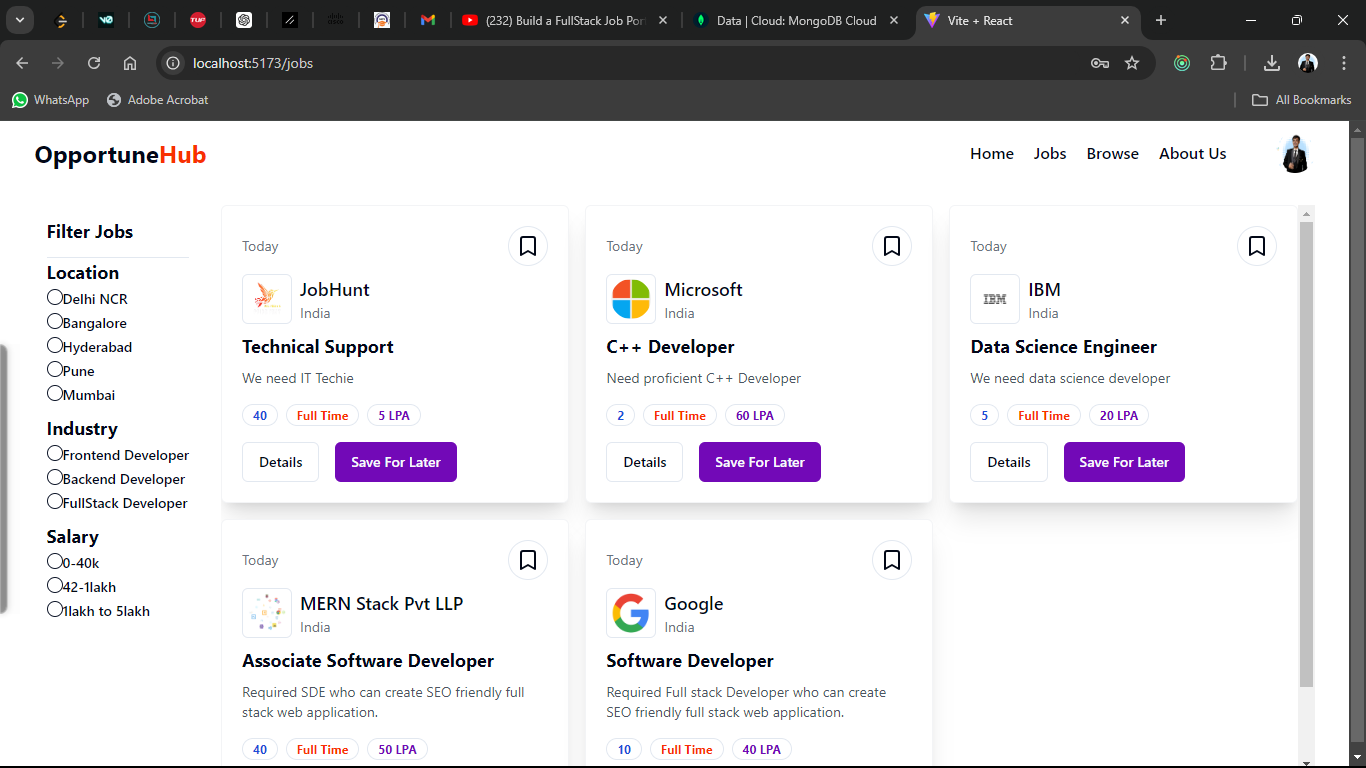 (232) Build a FullStack Job Por
Data | Cloud: MongoDB Cloud
Vite + React
localhost:5173/jobs
WhatsApp
Adobe Acrobat
All Bookmarks
OpportuneHub
Home Jobs Browse About Us
Filter Jobs
Location
Delhi NCR
Bangalore
Hyderabad
Pune
Mumbai
Industry
Frontend Developer
Backend Developer
FullStack Developer
Salary
0-40k
42-1lakh
1lakh to 5lakh
Today
JobHunt
India
Technical Support
We need IT Techie
40 Full Time 5 LPA
Details Save For Later
Today
Microsoft
India
C++ Developer
Need proficient C++ Developer
2 Full Time 60 LPA
Details Save For Later
Today
IBM
IBM
India
Data Science Engineer
We need data science developer
5 Full Time 20 LPA
Details Save For Later
Today
MERN Stack Pvt LLP
India
Associate Software Developer
Required SDE who can create SEO friendly full
stack web application.
40 Full Time 50 LPA
Today
Google
India
Software Developer
Required Full stack Developer who can create
SEO friendly full stack web application.
10 Full Time 40 LPA